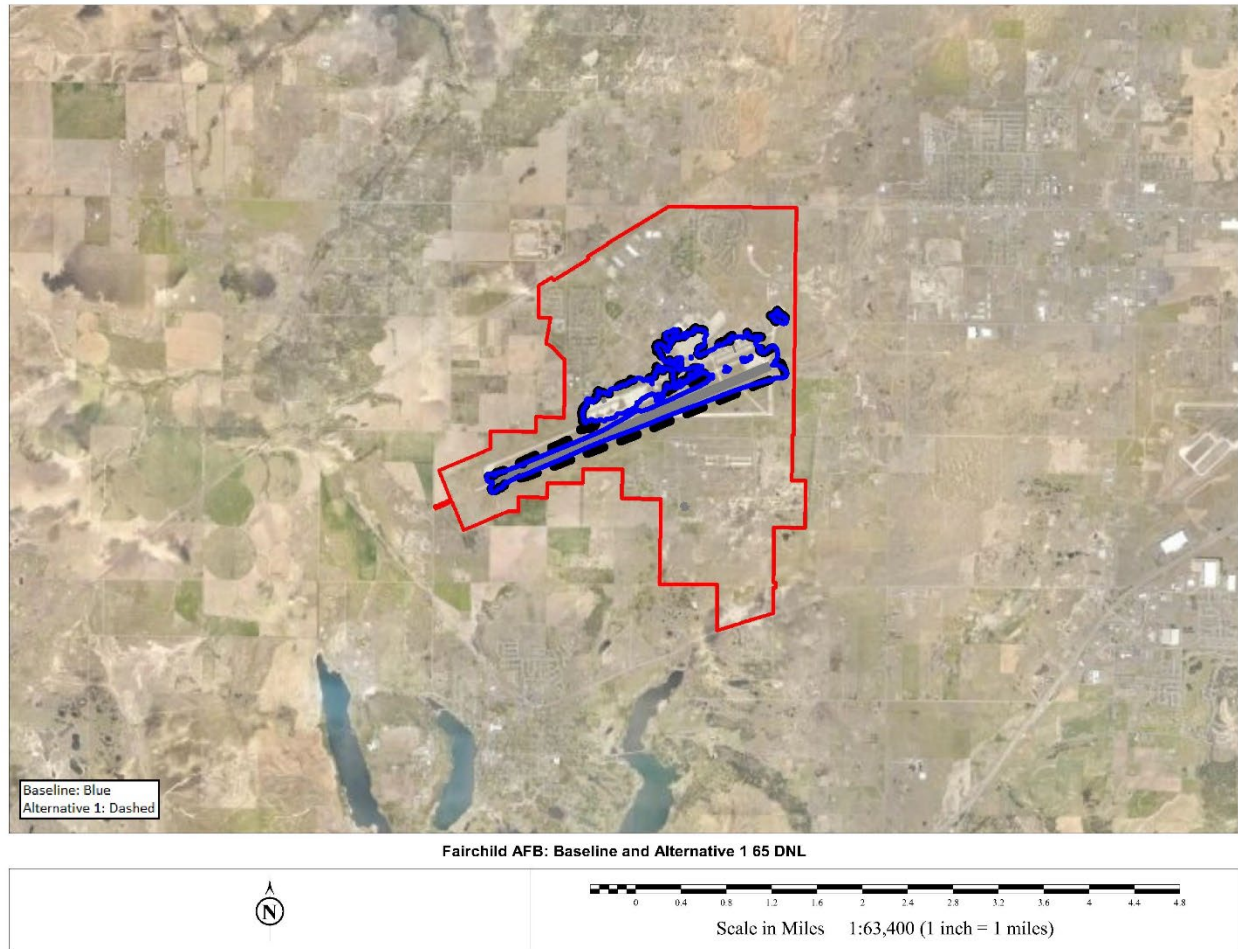 Baseline: Blue
Alternative 1: Dashed
Fairchild AFB: Baseline and Alternative 1 65 DNL
N
0 0.4 0.8 1.2 1.6 2 2.4 2.8 3.2 3.6 4 4.4 4.8
Scale in Miles 1:63,400 (1 inch = 1 miles)